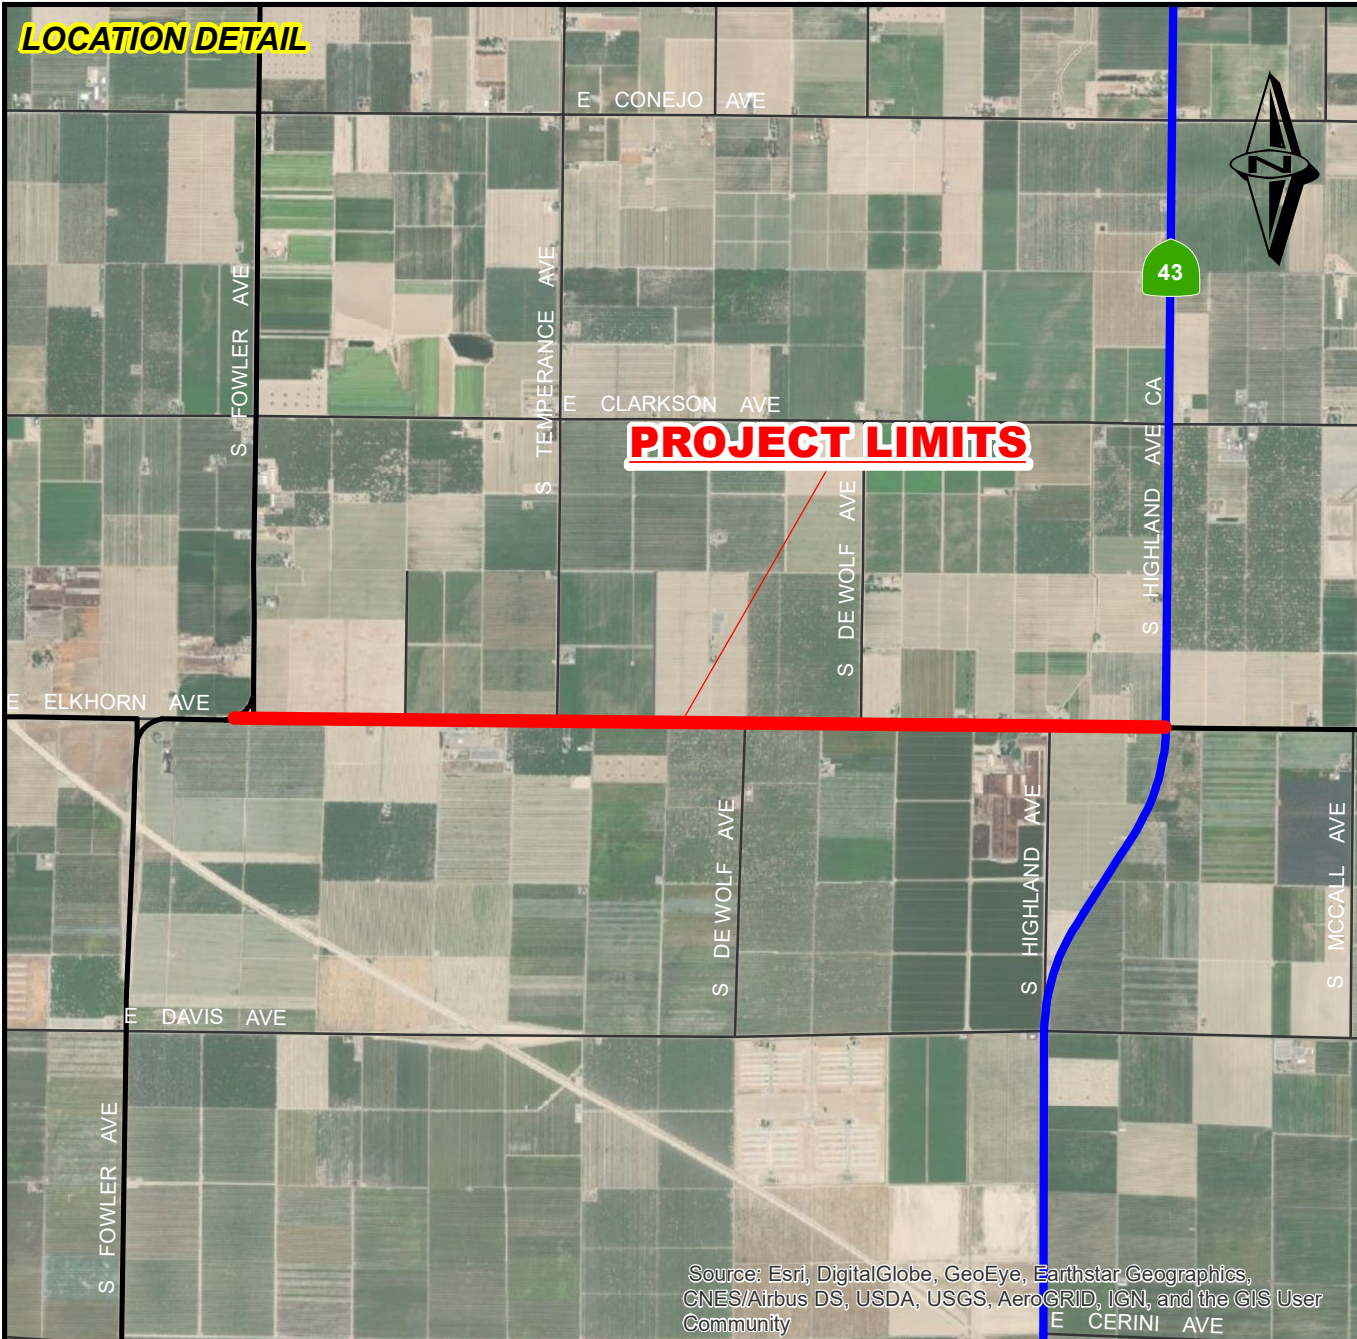 LOCATION DETAIL
E CONEJO AVE
N
43
S FOWLER AVE
S TEMPERANCE AVE
S HIGHLAND AVE CA
E CLARKSON AVE
PROJECT LIMITS
S DE WOLF AVE
E ELKHORN AVE
S DE WOLF AVE
S HIGHLAND AVE
S MCCALL AVE
E DAVIS AVE
S FOWLER AVE
Source: Esri, DigitalGlobe, GeoEye, Earthstar Geographics,
CNES/Airbus DS, USDA, USGS, AeroGRID, IGN, and the GIS User
Community
E CERINI AVE